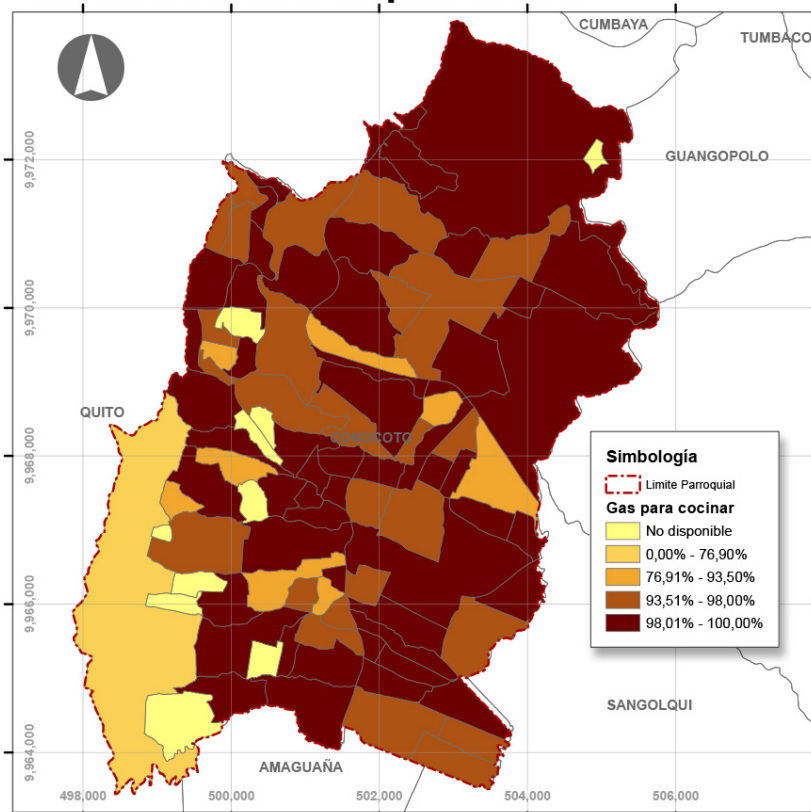 CUMBAYA
TUMBACO
9,972,000
GUANGOPOLO
9,970,000
QUITO
CONOCOTO
9,968,000
Simbología
Limite Parroquial
Gas para cocinar
No disponible
0,00% - 76,90%
76,91% - 93,50%
93,51% - 98,00%
98,01% - 100,00%
9,966,000
SANGOLQUI
9,964,000
AMAGUAÑA
498,000
500,000
502,000
504,000
506,000